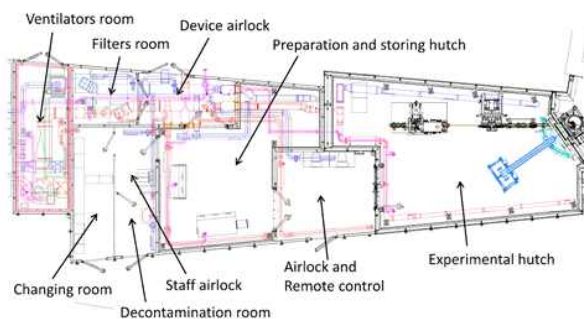 Ventilators room
Filters room
Device airlock
Preparation and storing hutch
Changing room
Staff airlock
Decontamination room
Airlock and
Remote control
Experimental hutch